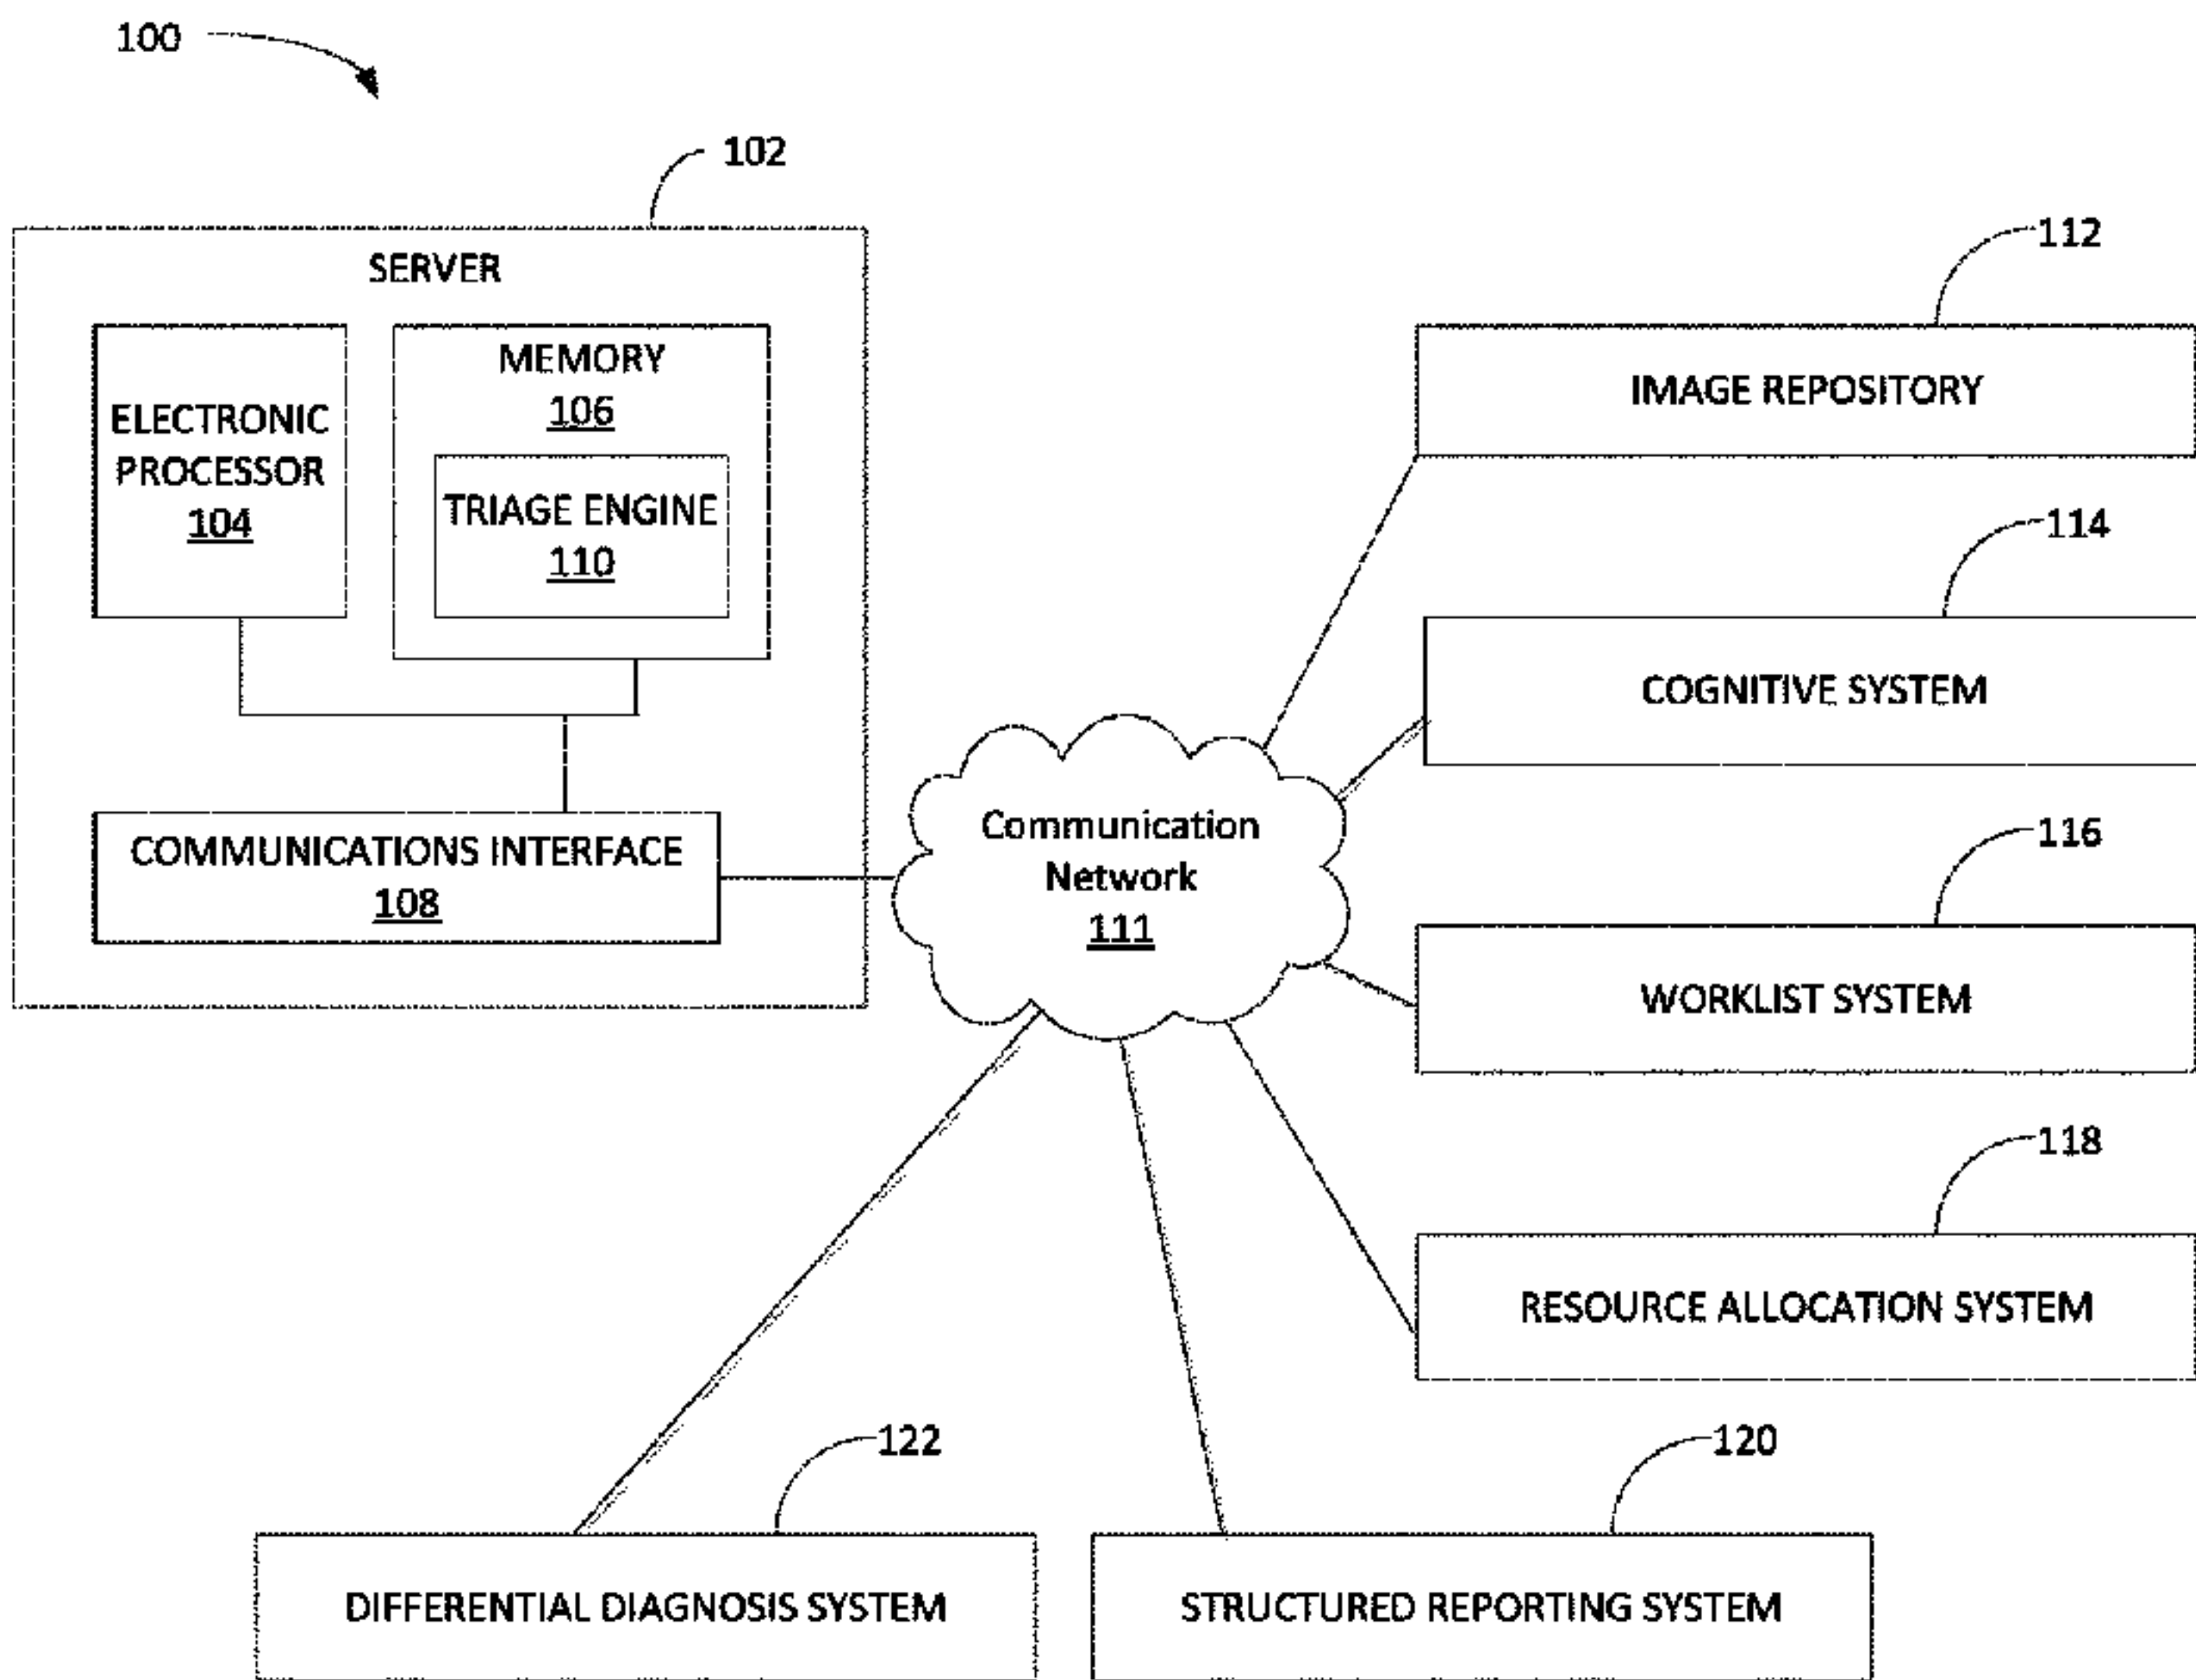 100
102
SERVER
ELECTRONIC
PROCESSOR
104
MEMORY
106
TRIAGE ENGINE
110
COMMUNICATIONS INTERFACE
108
Communication
Network
111
112
IMAGE REPOSITORY
114
COGNITIVE SYSTEM
116
WORKLIST SYSTEM
118
RESOURCE ALLOCATION SYSTEM
122
DIFFERENTIAL DIAGNOSIS SYSTEM
120
STRUCTURED REPORTING SYSTEM